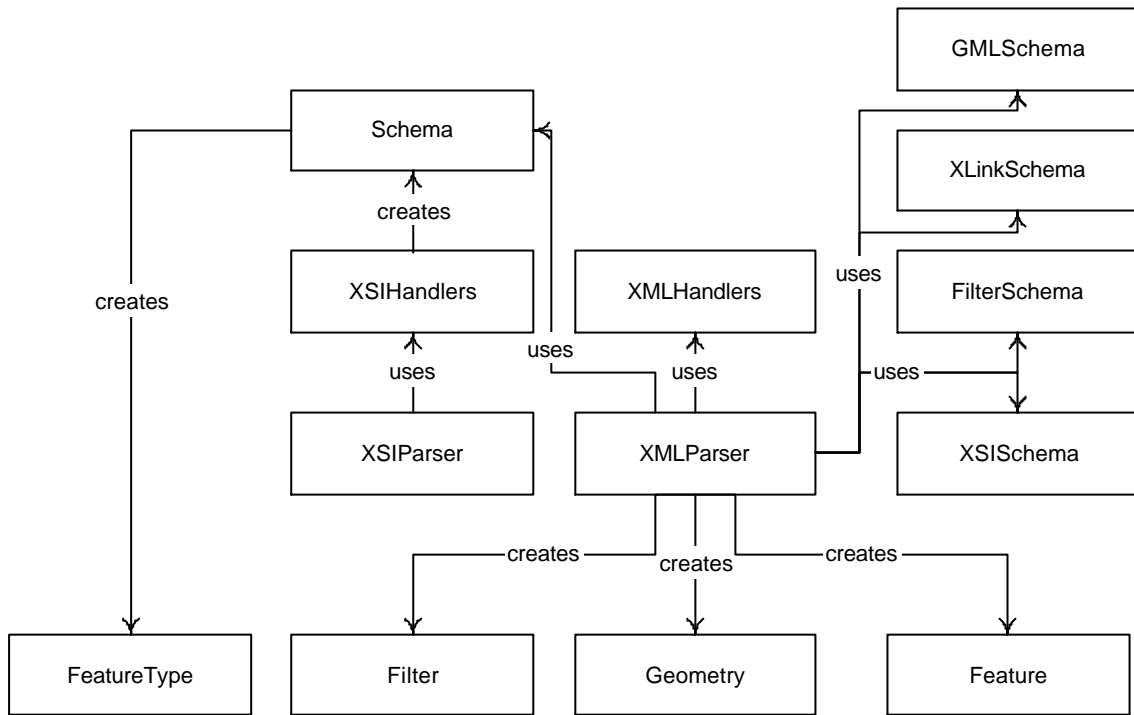 GMLSchema
Schema
XLinkSchema
creates
XSIHandlers
XMLHandlers
uses
FilterSchema
creates
uses
uses
uses
uses
XSIParser
XMLParser
XSISchema
creates
creates
creates
FeatureType
Filter
Geometry
Feature